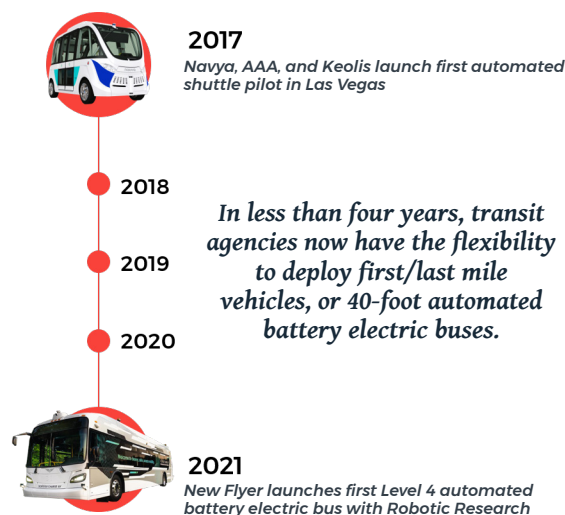 2017
Navya, AAA, and Keolis launch first automated
shuttle pilot in Las Vegas
2018
2019
2020
In less than four years, transit
agencies now have the flexibility
to deploy first/last mile
vehicles, or 40-foot automated
battery electric buses.
2021
New Flyer launches first Level 4 automated
battery electric bus with Robotic Research